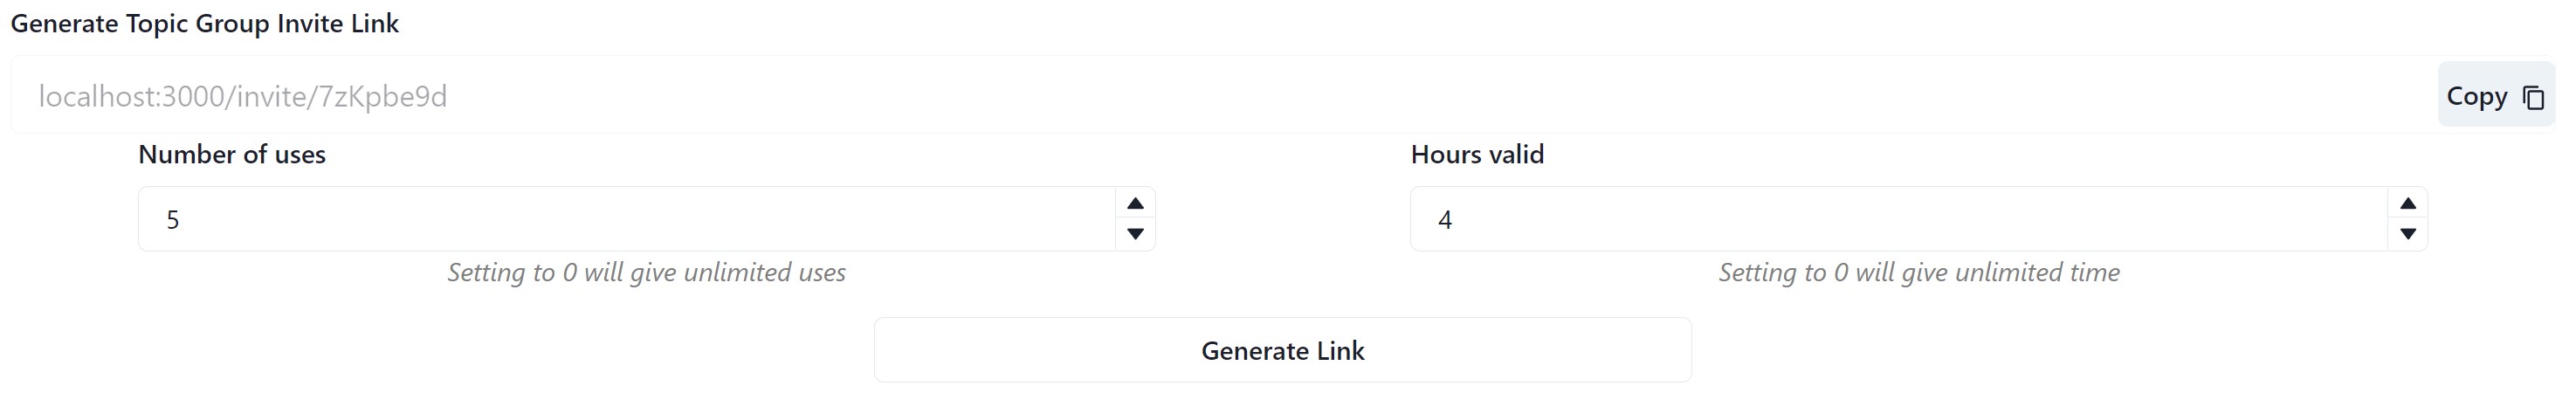 Generate Topic Group Invite Link
localhost:3000/invite/7zKpbe9d
Copy
Number of uses
Hours valid
5
4
Setting to 0 will give unlimited uses
Setting to 0 will give unlimited time
Generate Link